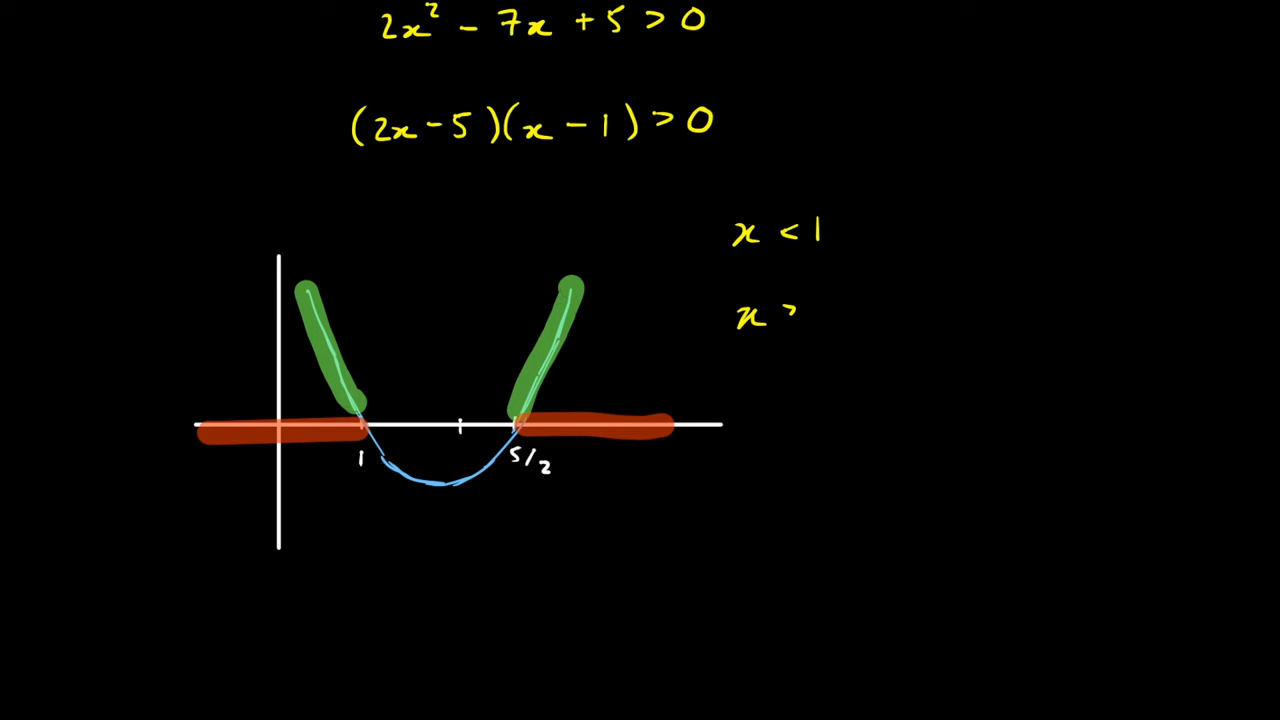 2x² - 7x + 5 > 0
(2x - 5)(x - 1) > 0
x < 1
x >
1
5/2